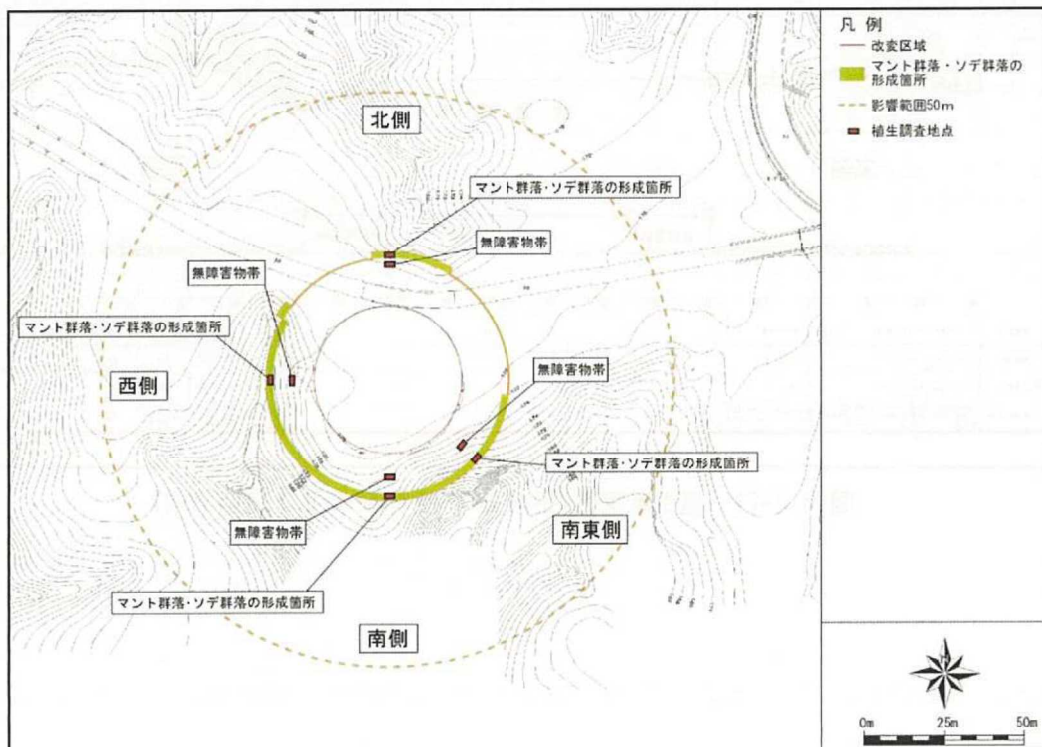 北側
マント群落・ソデ群落の形成箇所
無障害物帯
無障害物帯
マント群落・ソデ群落の形成箇所
西側
無障害物帯
マント群落・ソデ群落の形成箇所
南東側
無障害物帯
マント群落・ソデ群落の形成箇所
南側
凡 例
改変区域
マント群落・ソデ群落の
形成箇所
影響範囲50m
植生調査地点
0m 25m 50m